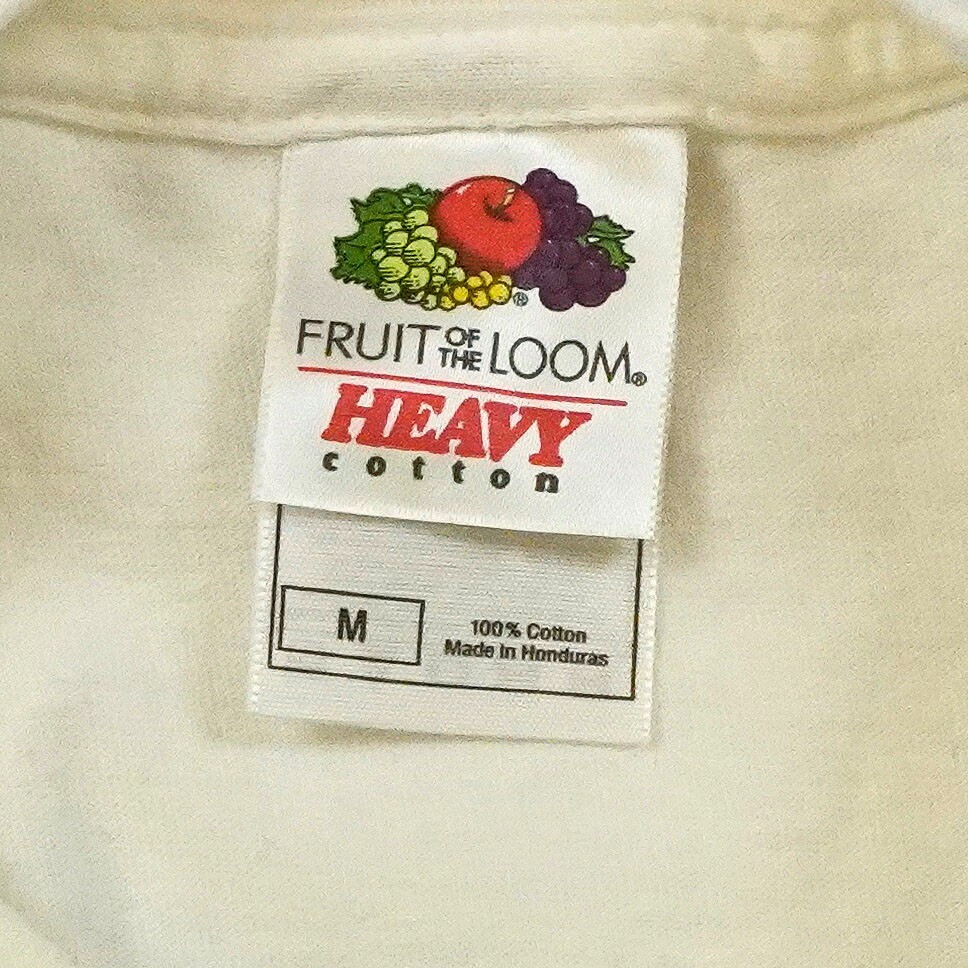 ®
FRUIT OF THE LOOM®
HEAVY
cotton
M
100% Cotton
Made in Honduras